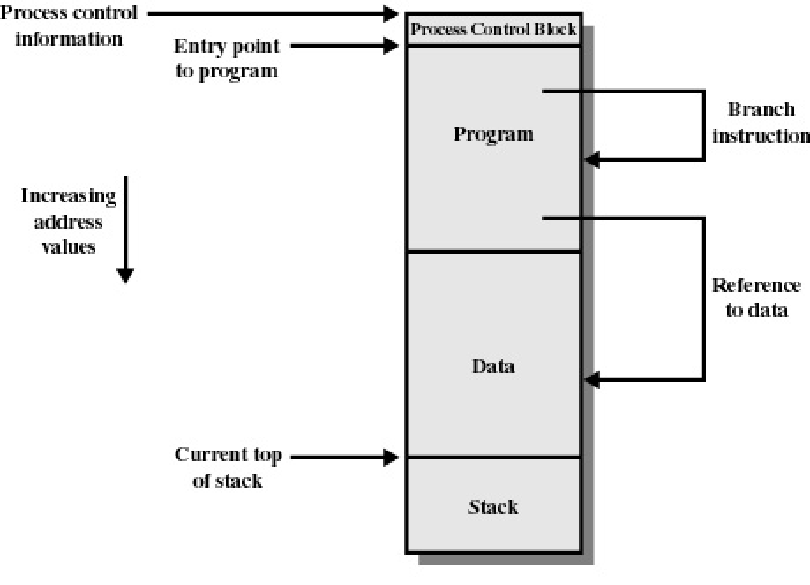 Process control
information
Process Control Block
Entry point
to program
Program
Branch
instruction
Increasing
address
values
Reference
to data
Data
Current top
of stack
Stack